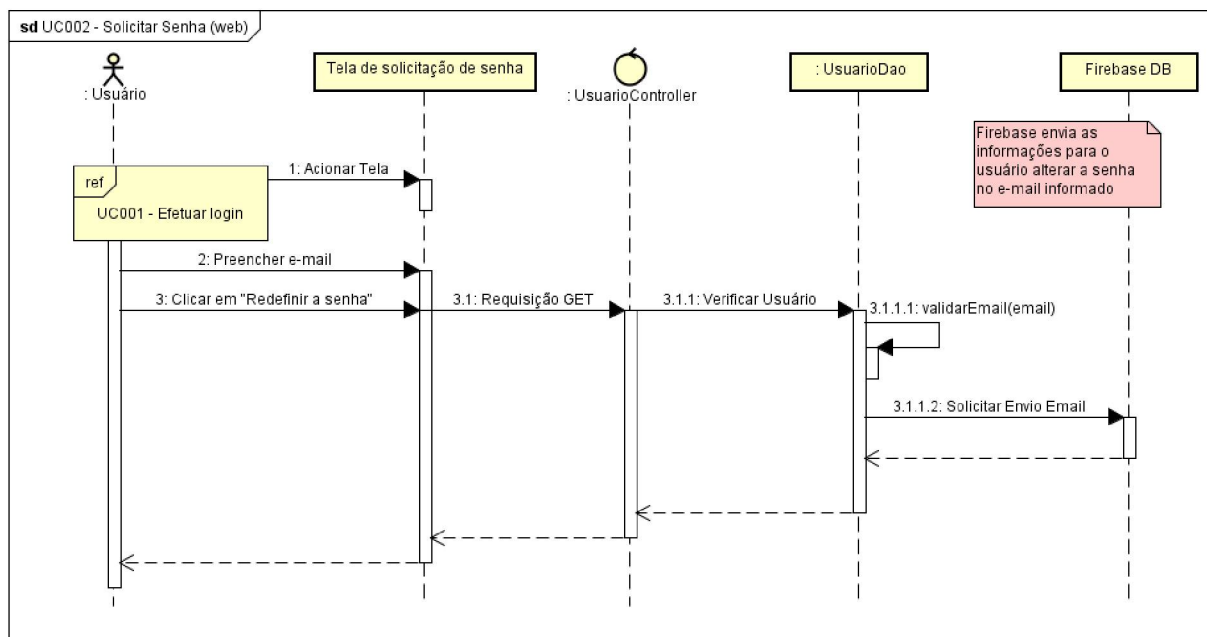 sd UC002 - Solicitar Senha (web)
: Usuário
Tela de solicitação de senha
: UsuarioController
: UsuarioDao
Firebase DB
Firebase envia as
informações para o
usuário alterar a senha
no e-mail informado
ref
UC001 - Efetuar login
1: Acionar Tela
2: Preencher e-mail
3: Clicar em "Redefinir a senha"
3.1: Requisição GET
3.1.1: Verificar Usuário
3.1.1.1: validarEmail(email)
3.1.1.2: Solicitar Envio Email